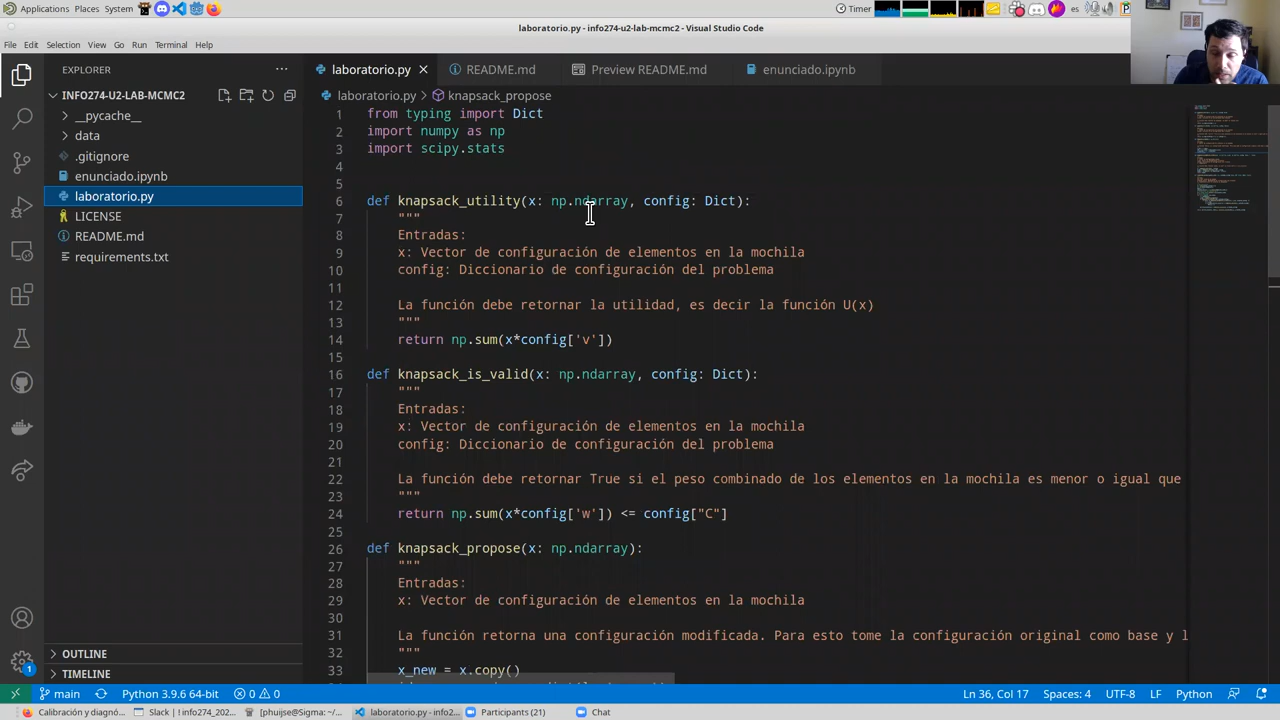 Applications Places System
Timer
es
laboratorio.py - info274-u2-lab-mcmc2 - Visual Studio Code
File Edit Selection View Go Run Terminal Help
EXPLORER
laboratorio.py
README.md
Preview README.md
enunciado.ipynb
INFO274-U2-LAB-MCMC2
__pycache__
data
.gitignore
enunciado.ipynb
laboratorio.py
LICENSE
README.md
requirements.txt
OUTLINE
TIMELINE
1
laboratorio.py > knapsack_propose
1 from typing import Dict
2 import numpy as np
3 import scipy.stats
4
5
6 def knapsack_utility(x: np.ndarray, config: Dict):
7 """
8 Entradas:
9 x: Vector de configuración de elementos en la mochila
10 config: Diccionario de configuración del problema
11
12 La función debe retornar la utilidad, es decir la función U(x)
13 """
14 return np.sum(x*config['v'])
15
16 def knapsack_is_valid(x: np.ndarray, config: Dict):
17 """
18 Entradas:
19 x: Vector de configuración de elementos en la mochila
20 config: Diccionario de configuración del problema
21
22 La función debe retornar True si el peso combinado de los elementos en la mochila es menor o igual que
23 """
24 return np.sum(x*config['w']) <= config["C"]
25
26 def knapsack_propose(x: np.ndarray):
27 """
28 Entradas:
29 x: Vector de configuración de elementos en la mochila
30
31 La función retorna una configuración modificada. Para esto tome la configuración original como base y l
32 """
33 x_new = x.copy()
main Python 3.9.6 64-bit 0 0 Ln 36, Col 17 Spaces: 4 UTF-8 LF Python
Calibración y diagnó... Slack | ! info274_202... [phuijse@Sigma: ~/... laboratorio.py - info2... Participants (21) Chat